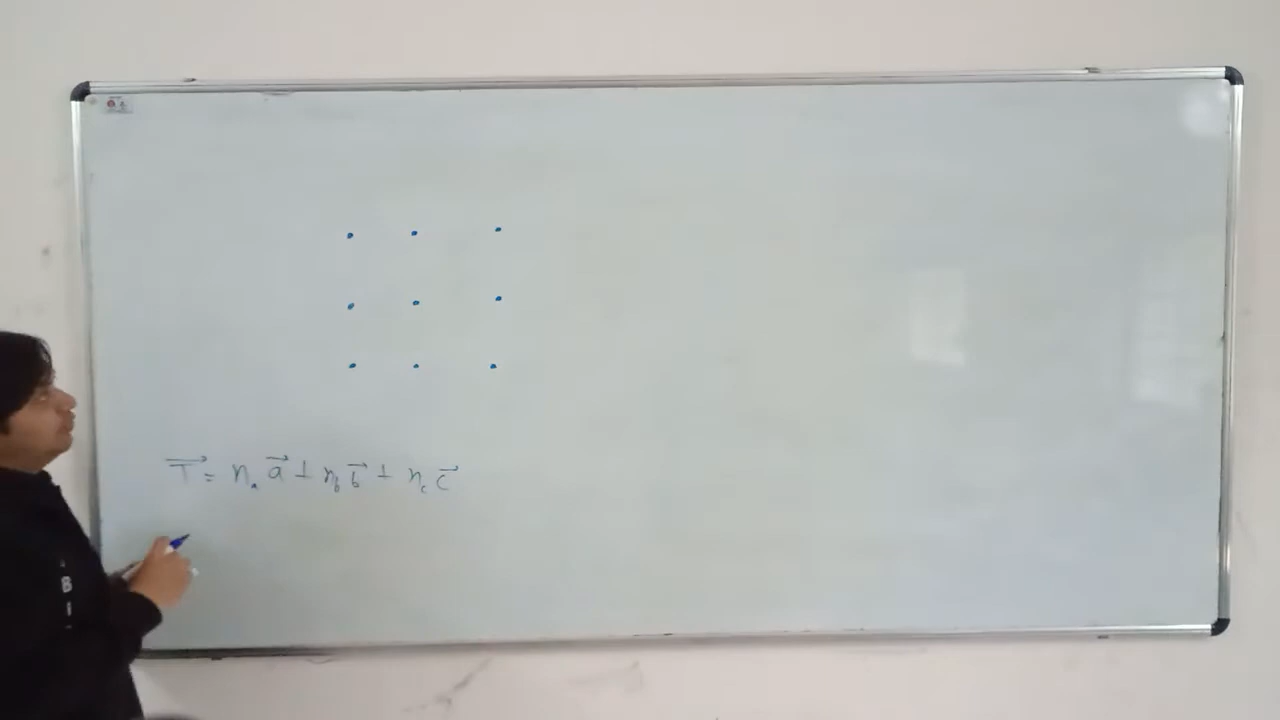 T⃗ = nₐ a⃗ + n_b b⃗ + n_c c⃗